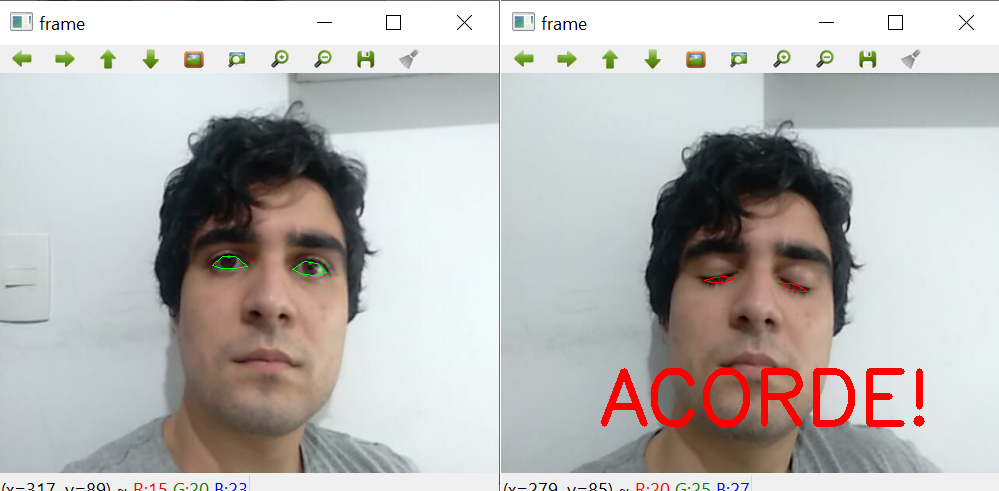 frame
frame
ACORDE!
(x=317, y=89) ~ R:15 G:20 B:23
(x=279, y=85) ~ R:20 G:25 B:27